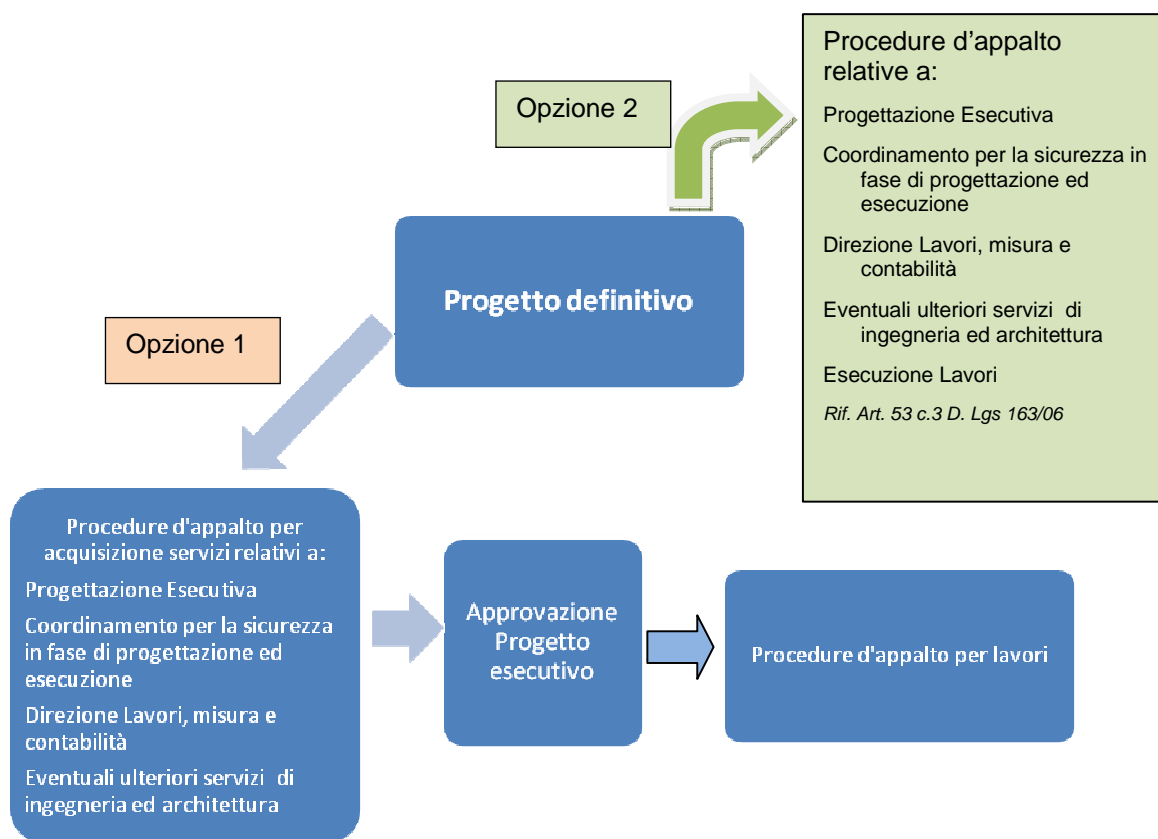 Opzione 2
Procedure d’appalto
relative a:
Progettazione Esecutiva
Coordinamento per la sicurezza in
fase di progettazione ed
esecuzione
Direzione Lavori, misura e
contabilità
Eventuali ulteriori servizi di
ingegneria ed architettura
Esecuzione Lavori
Rif. Art. 53 c.3 D. Lgs 163/06
Progetto definitivo
Opzione 1
Procedure d'appalto per
acquisizione servizi relativi a:
Progettazione Esecutiva
Coordinamento per la sicurezza
in fase di progettazione ed
esecuzione
Direzione Lavori, misura e
contabilità
Eventuali ulteriori servizi di
ingegneria ed architettura
Approvazione
Progetto
esecutivo
Procedure d'appalto per lavori